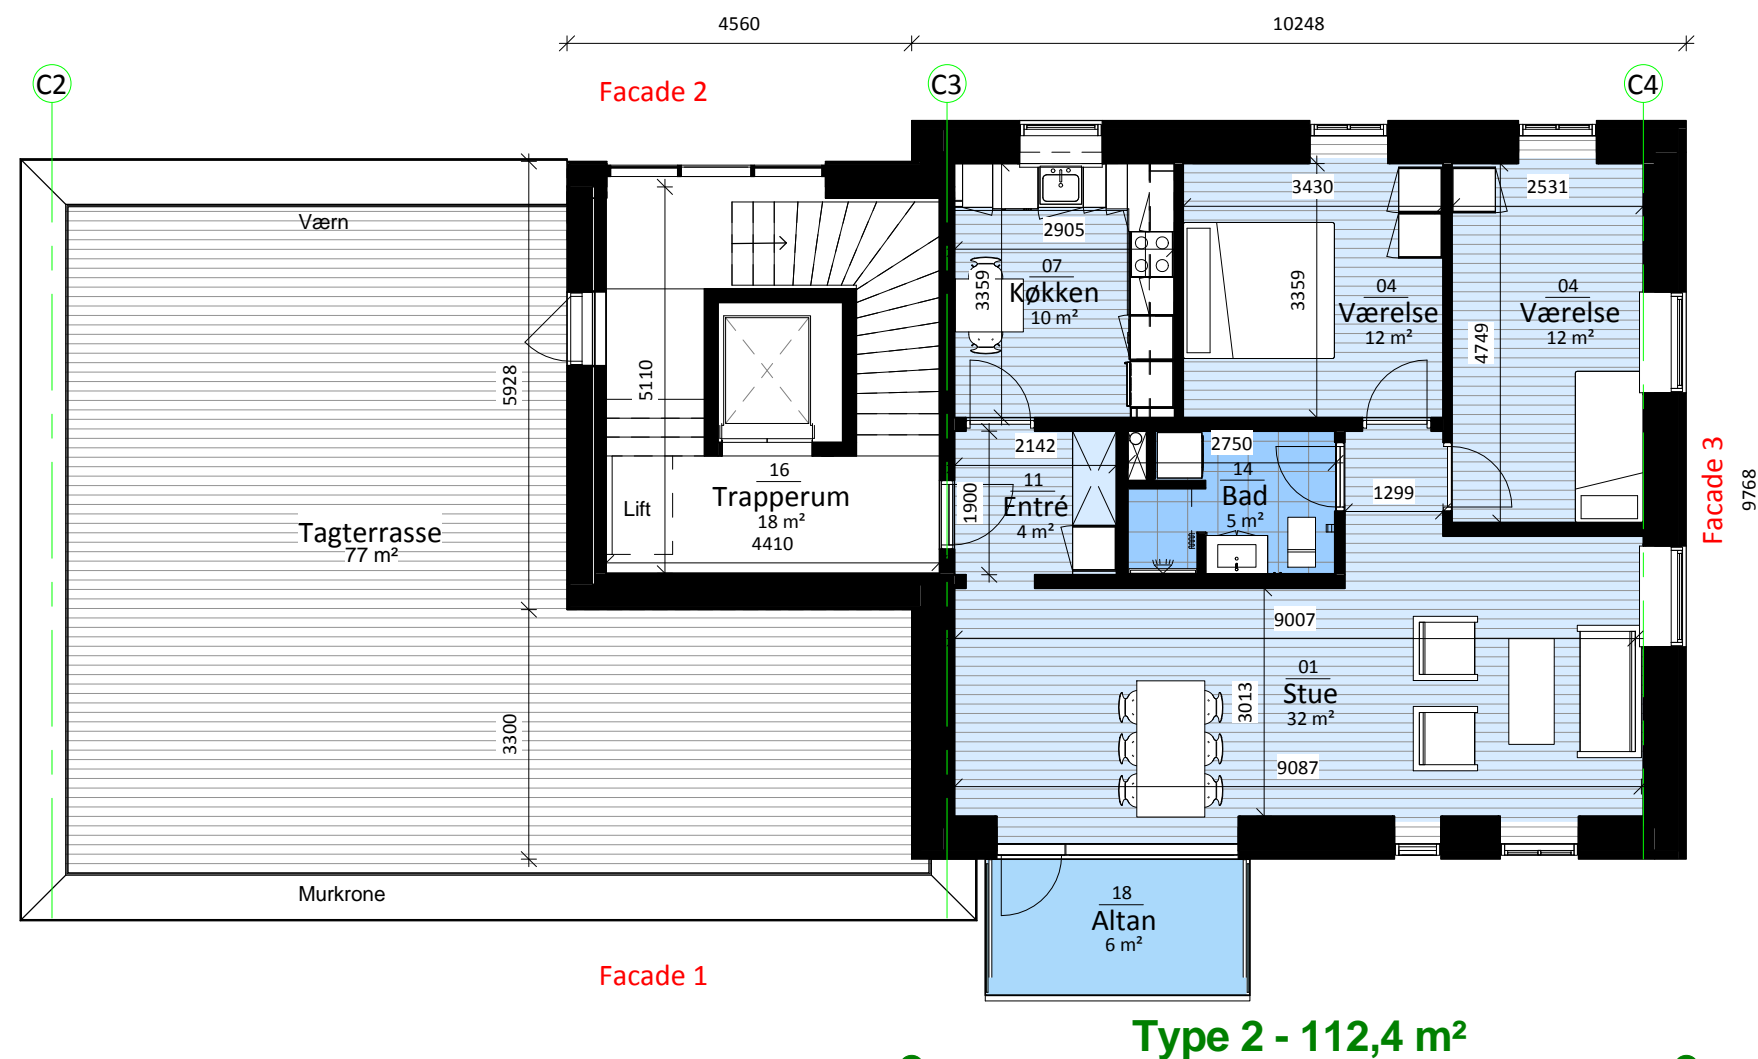 4560
10248
C2
C3
C4
Facade 2
Værn
3430
2531
2905
07
Køkken
10 m²
3359
04
Værelse
12 m²
3359
04
Værelse
12 m²
4749
5928
5110
2142
2750
16
Trapperum
18 m²
4410
Lift
11
Entré
4 m²
1900
14
Bad
5 m²
1299
Facade 3
9768
Tagterrasse
77 m²
9007
01
Stue
32 m²
3013
9087
3300
Murkrone
18
Altan
6 m²
Facade 1
Type 2 - 112,4 m²